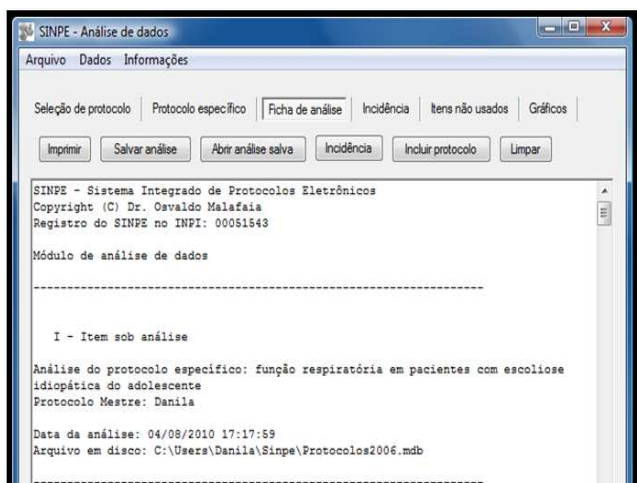 SINPE - Análise de dados
Arquivo Dados Informações
Seleção de protocolo Protocolo específico Ficha de análise Incidência Itens não usados Gráficos
Imprimir Salvar análise Abrir análise salva Incidência Incluir protocolo Limpar
SINPE - Sistema Integrado de Protocolos Eletrônicos
Copyright (C) Dr. Osvaldo Malafaia
Registro do SINPE no INPI: 00051543
Módulo de análise de dados
-------------------------------------------------------------------
I - Item sob análise
Análise do protocolo específico: função respiratória em pacientes com escoliose
idiopática do adolescente
Protocolo Mestre: Danila
Data da análise: 04/08/2010 17:17:59
Arquivo em disco: C:\Users\Danila\Sinpe\Protocolos2006.mdb
-------------------------------------------------------------------